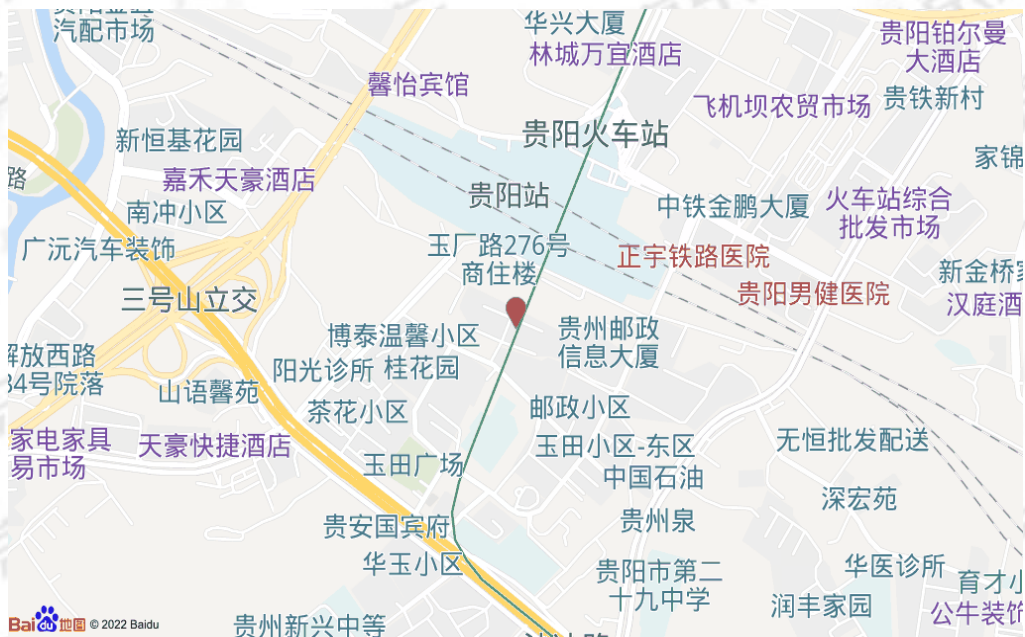 汽配市场
华兴大厦
林城万宜酒店
贵阳铂尔曼
大酒店
馨怡宾馆
飞机坝农贸市场
贵铁新村
新恒基花园
贵阳火车站
家锦
路
嘉禾天豪酒店
贵阳站
中铁金鹏大厦
火车站综合
批发市场
南冲小区
广沅汽车装饰
玉厂路276号
商住楼
正宇铁路医院
新金桥
贵阳男健医院
汉庭酒
三号山立交
博泰温馨小区
贵州邮政
信息大厦
解放西路
34号院落
阳光诊所
桂花园
山语馨苑
茶花小区
邮政小区
家电家具
易市场
天豪快捷酒店
玉田小区-东区
无恒批发配送
玉田广场
中国石油
深宏苑
贵安国宾府
贵州泉
华玉小区
贵阳市第二
十九中学
华医诊所
育才小
润丰家园
公牛装饰
Bai du 地图 © 2022 Baidu
贵州新兴中等